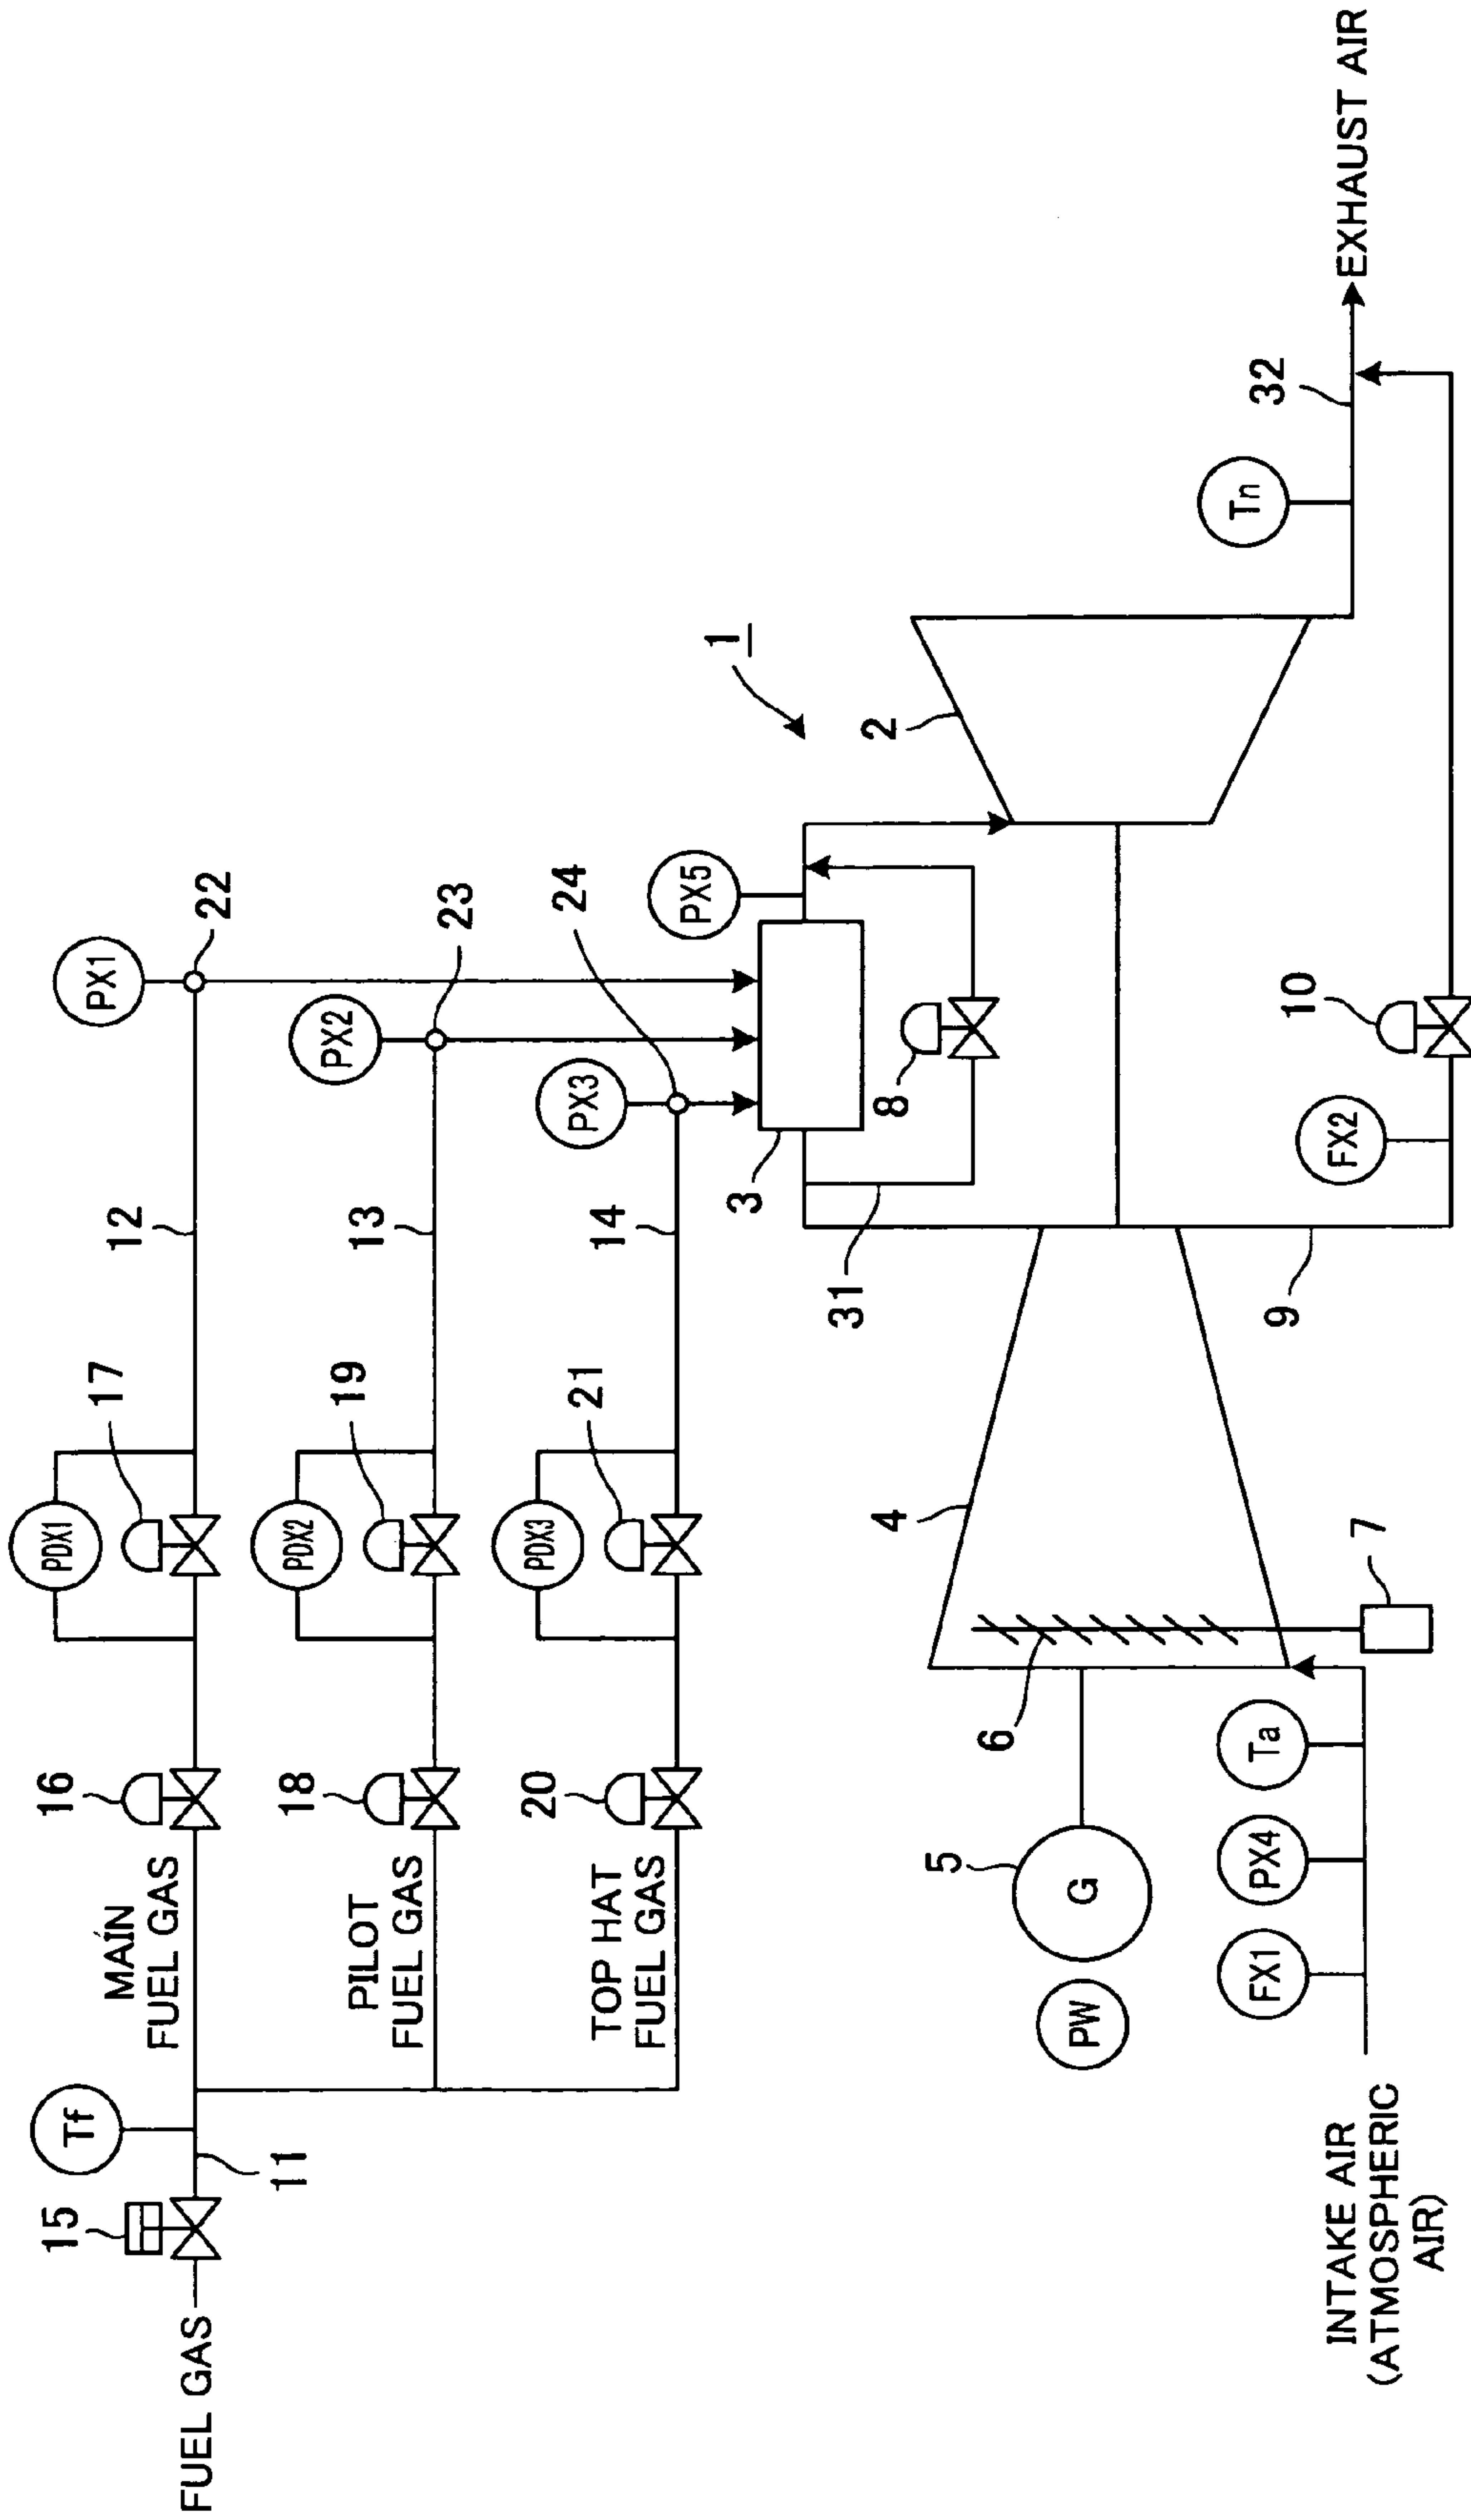 FUEL GAS
15
11
Tf
MAIN
FUEL GAS
16
PDX1
17
12
PX1
22
PILOT
FUEL GAS
18
PDX2
19
13
PX2
23
TOP HAT
FUEL GAS
20
PDX3
21
14
PX3
24
PX5
3
31
8
1
2
4
5
G
PW
6
7
INTAKE AIR
(ATMOSPHERIC
AIR)
FX1
PX4
Ta
9
FX2
10
Tn
32
EXHAUST AIR